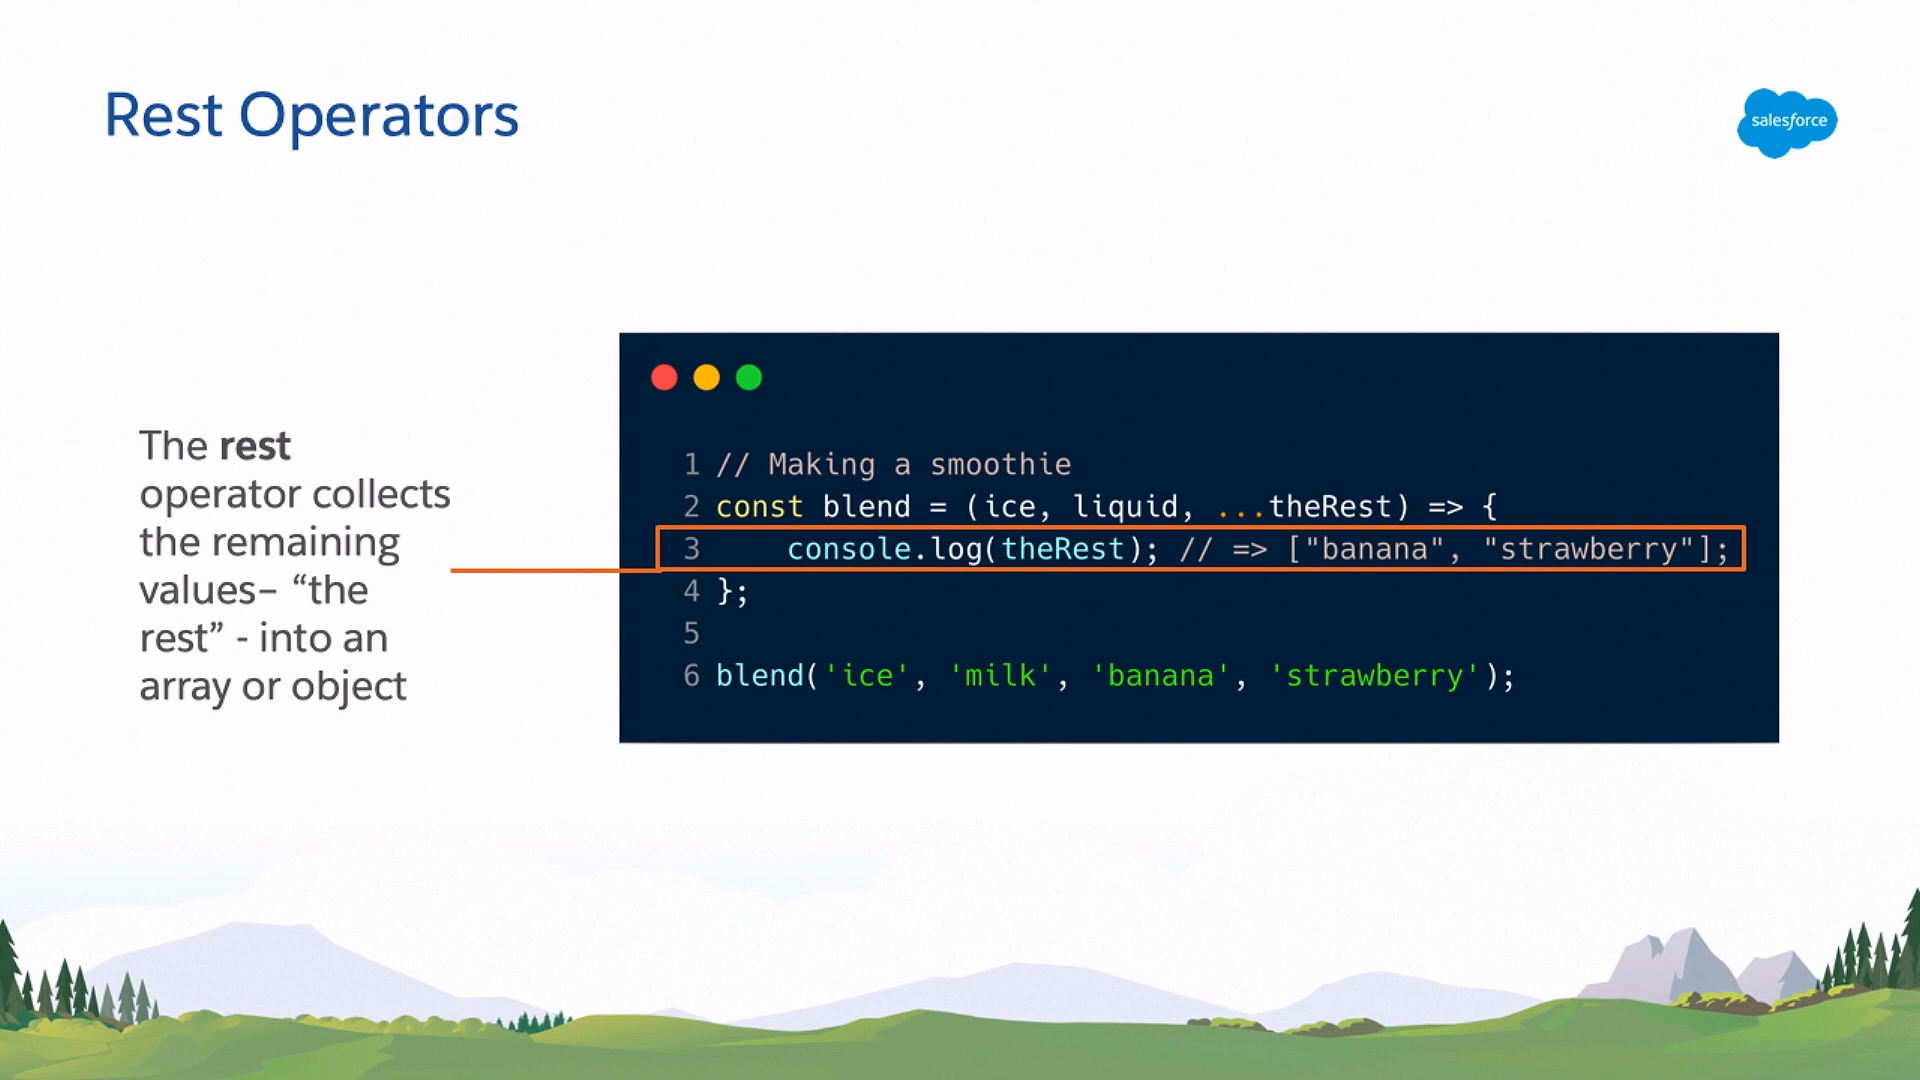 Rest Operators
salesforce
The rest
operator collects
the remaining
values– “the
rest” - into an
array or object
1 // Making a smoothie
2 const blend = (ice, liquid, ...theRest) => {
3     console.log(theRest); // => ["banana", "strawberry"];
4 };
5
6 blend('ice', 'milk', 'banana', 'strawberry');